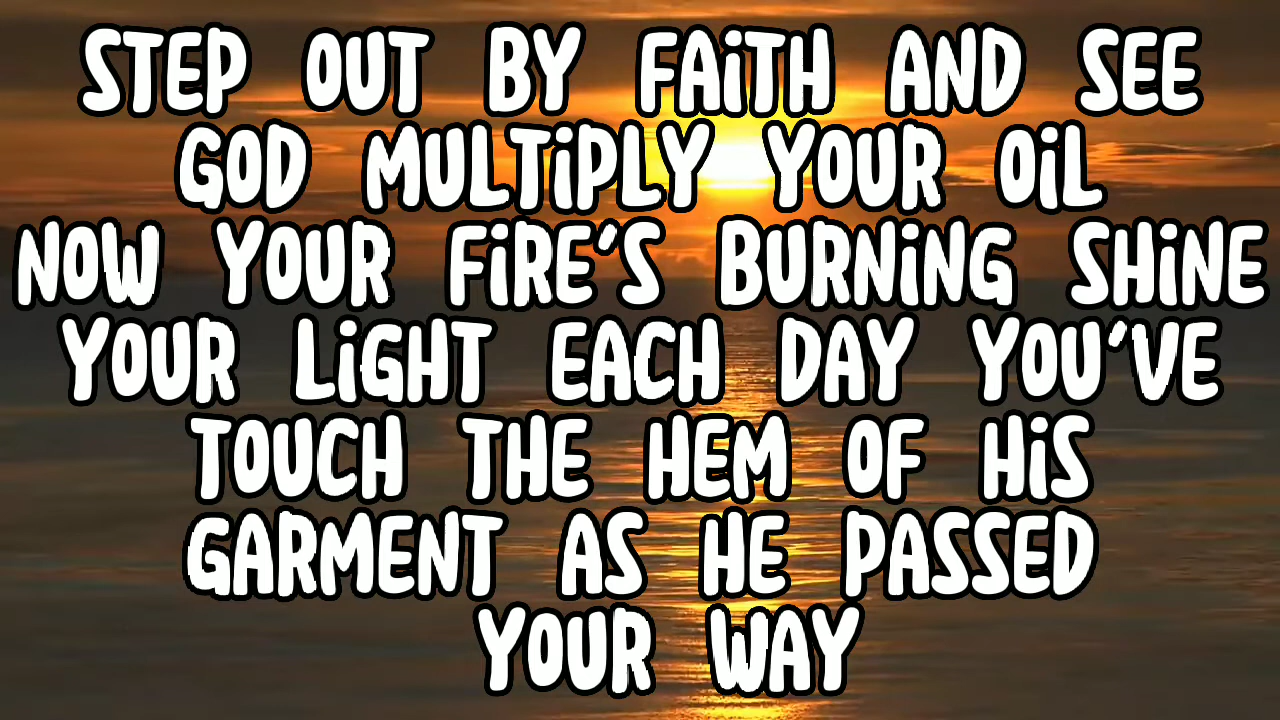 STEP OUT BY FAiTH AND SEE
GOD MULTiPLY YOUR OiL
NOW YOUR FiRE'S BURNiNG SHiNE
YOUR LiGHT EACH DAY YOU'VE
TOUCH THE HEM OF HiS
GARMENT AS HE PASSED
YOUR WAY